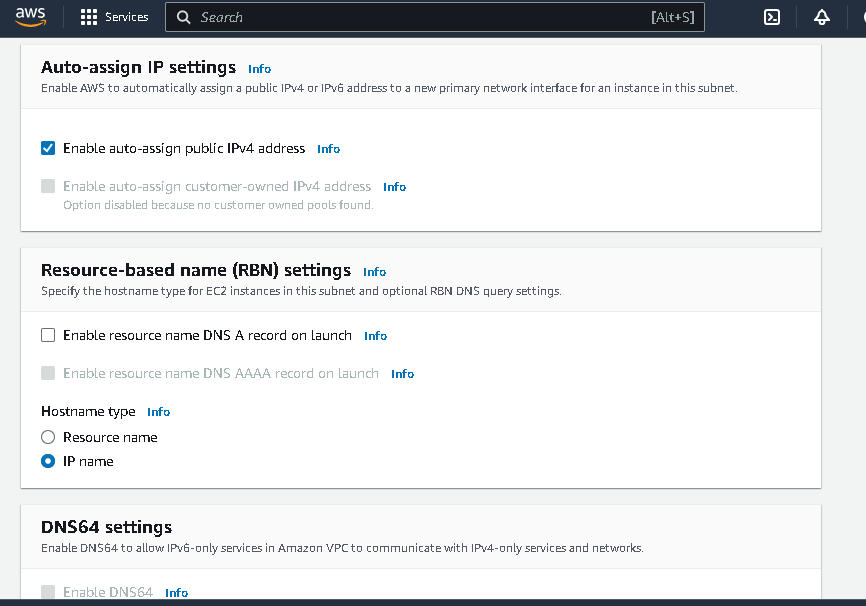 aws
Services
Search
[Alt+S]
Auto-assign IP settings Info
Enable AWS to automatically assign a public IPv4 or IPv6 address to a new primary network interface for an instance in this subnet.
Enable auto-assign public IPv4 address Info
Enable auto-assign customer-owned IPv4 address Info
Option disabled because no customer owned pools found.
Resource-based name (RBN) settings Info
Specify the hostname type for EC2 instances in this subnet and optional RBN DNS query settings.
Enable resource name DNS A record on launch Info
Enable resource name DNS AAAA record on launch Info
Hostname type Info
Resource name
IP name
DNS64 settings
Enable DNS64 to allow IPv6-only services in Amazon VPC to communicate with IPv4-only services and networks.
Enable DNS64 Info